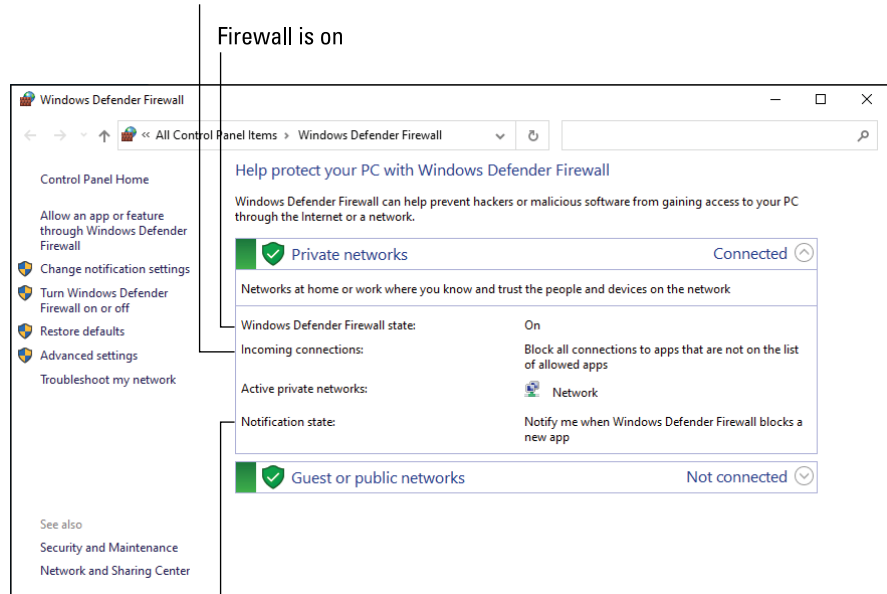 Firewall is on
Windows Defender Firewall
« All Control Panel Items › Windows Defender Firewall
Control Panel Home
Allow an app or feature
through Windows Defender
Firewall
Change notification settings
Turn Windows Defender
Firewall on or off
Restore defaults
Advanced settings
Troubleshoot my network
See also
Security and Maintenance
Network and Sharing Center
Help protect your PC with Windows Defender Firewall
Windows Defender Firewall can help prevent hackers or malicious software from gaining access to your PC
through the Internet or a network.
Private networks Connected
Networks at home or work where you know and trust the people and devices on the network
Windows Defender Firewall state: On
Incoming connections: Block all connections to apps that are not on the list
of allowed apps
Active private networks: Network
Notification state: Notify me when Windows Defender Firewall blocks a
new app
Guest or public networks Not connected